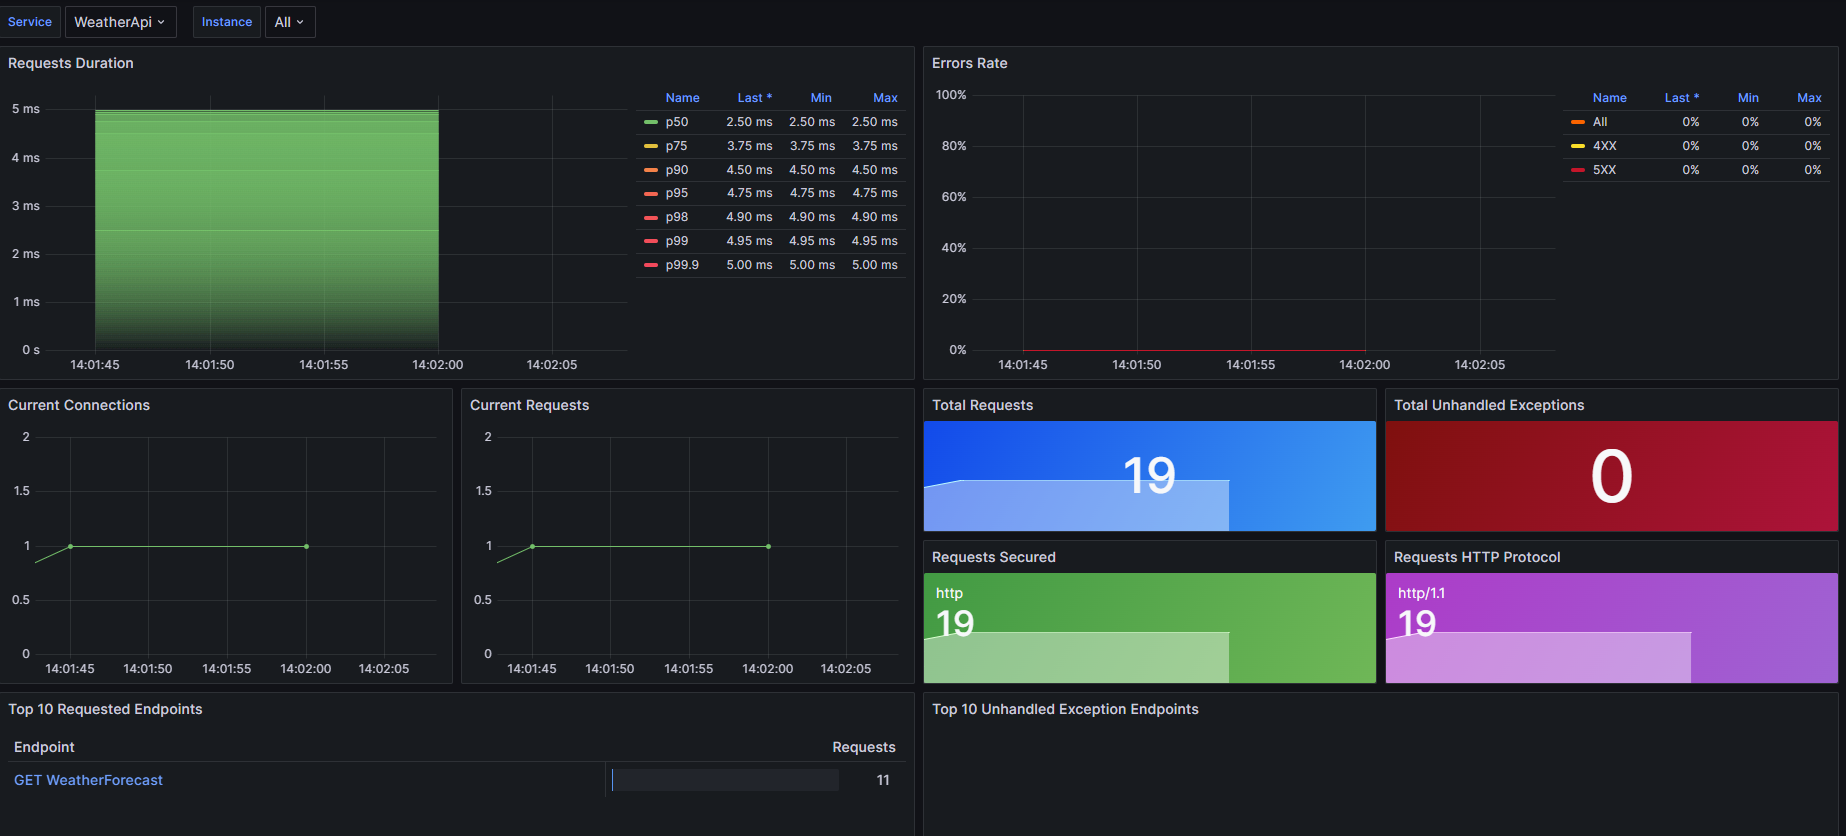 Service WeatherApi Instance All
Requests Duration
5 ms
4 ms
3 ms
2 ms
1 ms
0 s
14:01:45 14:01:50 14:01:55 14:02:00 14:02:05
Name Last * Min Max
p50 2.50 ms 2.50 ms 2.50 ms
p75 3.75 ms 3.75 ms 3.75 ms
p90 4.50 ms 4.50 ms 4.50 ms
p95 4.75 ms 4.75 ms 4.75 ms
p98 4.90 ms 4.90 ms 4.90 ms
p99 4.95 ms 4.95 ms 4.95 ms
p99.9 5.00 ms 5.00 ms 5.00 ms
Errors Rate
100%
80%
60%
40%
20%
0%
14:01:45 14:01:50 14:01:55 14:02:00 14:02:05
Name Last * Min Max
All 0% 0% 0%
4XX 0% 0% 0%
5XX 0% 0% 0%
Current Connections
2
1.5
1
0.5
0
14:01:45 14:01:50 14:01:55 14:02:00 14:02:05
Current Requests
2
1.5
1
0.5
0
14:01:45 14:01:50 14:01:55 14:02:00 14:02:05
Total Requests
19
Total Unhandled Exceptions
0
Requests Secured
http
19
Requests HTTP Protocol
http/1.1
19
Top 10 Requested Endpoints
Endpoint Requests
GET WeatherForecast 11
Top 10 Unhandled Exception Endpoints